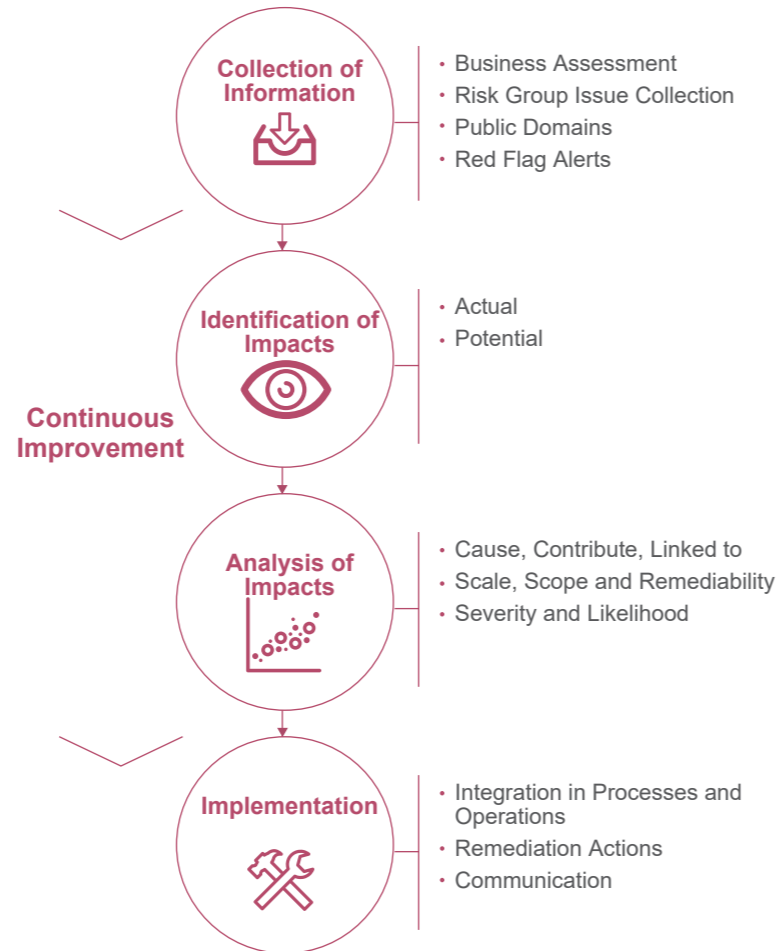 Collection of
Information
• Business Assessment
• Risk Group Issue Collection
• Public Domains
• Red Flag Alerts
Identification of
Impacts
• Actual
• Potential
Continuous
Improvement
Analysis of
Impacts
• Cause, Contribute, Linked to
• Scale, Scope and Remediability
• Severity and Likelihood
Implementation
• Integration in Processes and
Operations
• Remediation Actions
• Communication